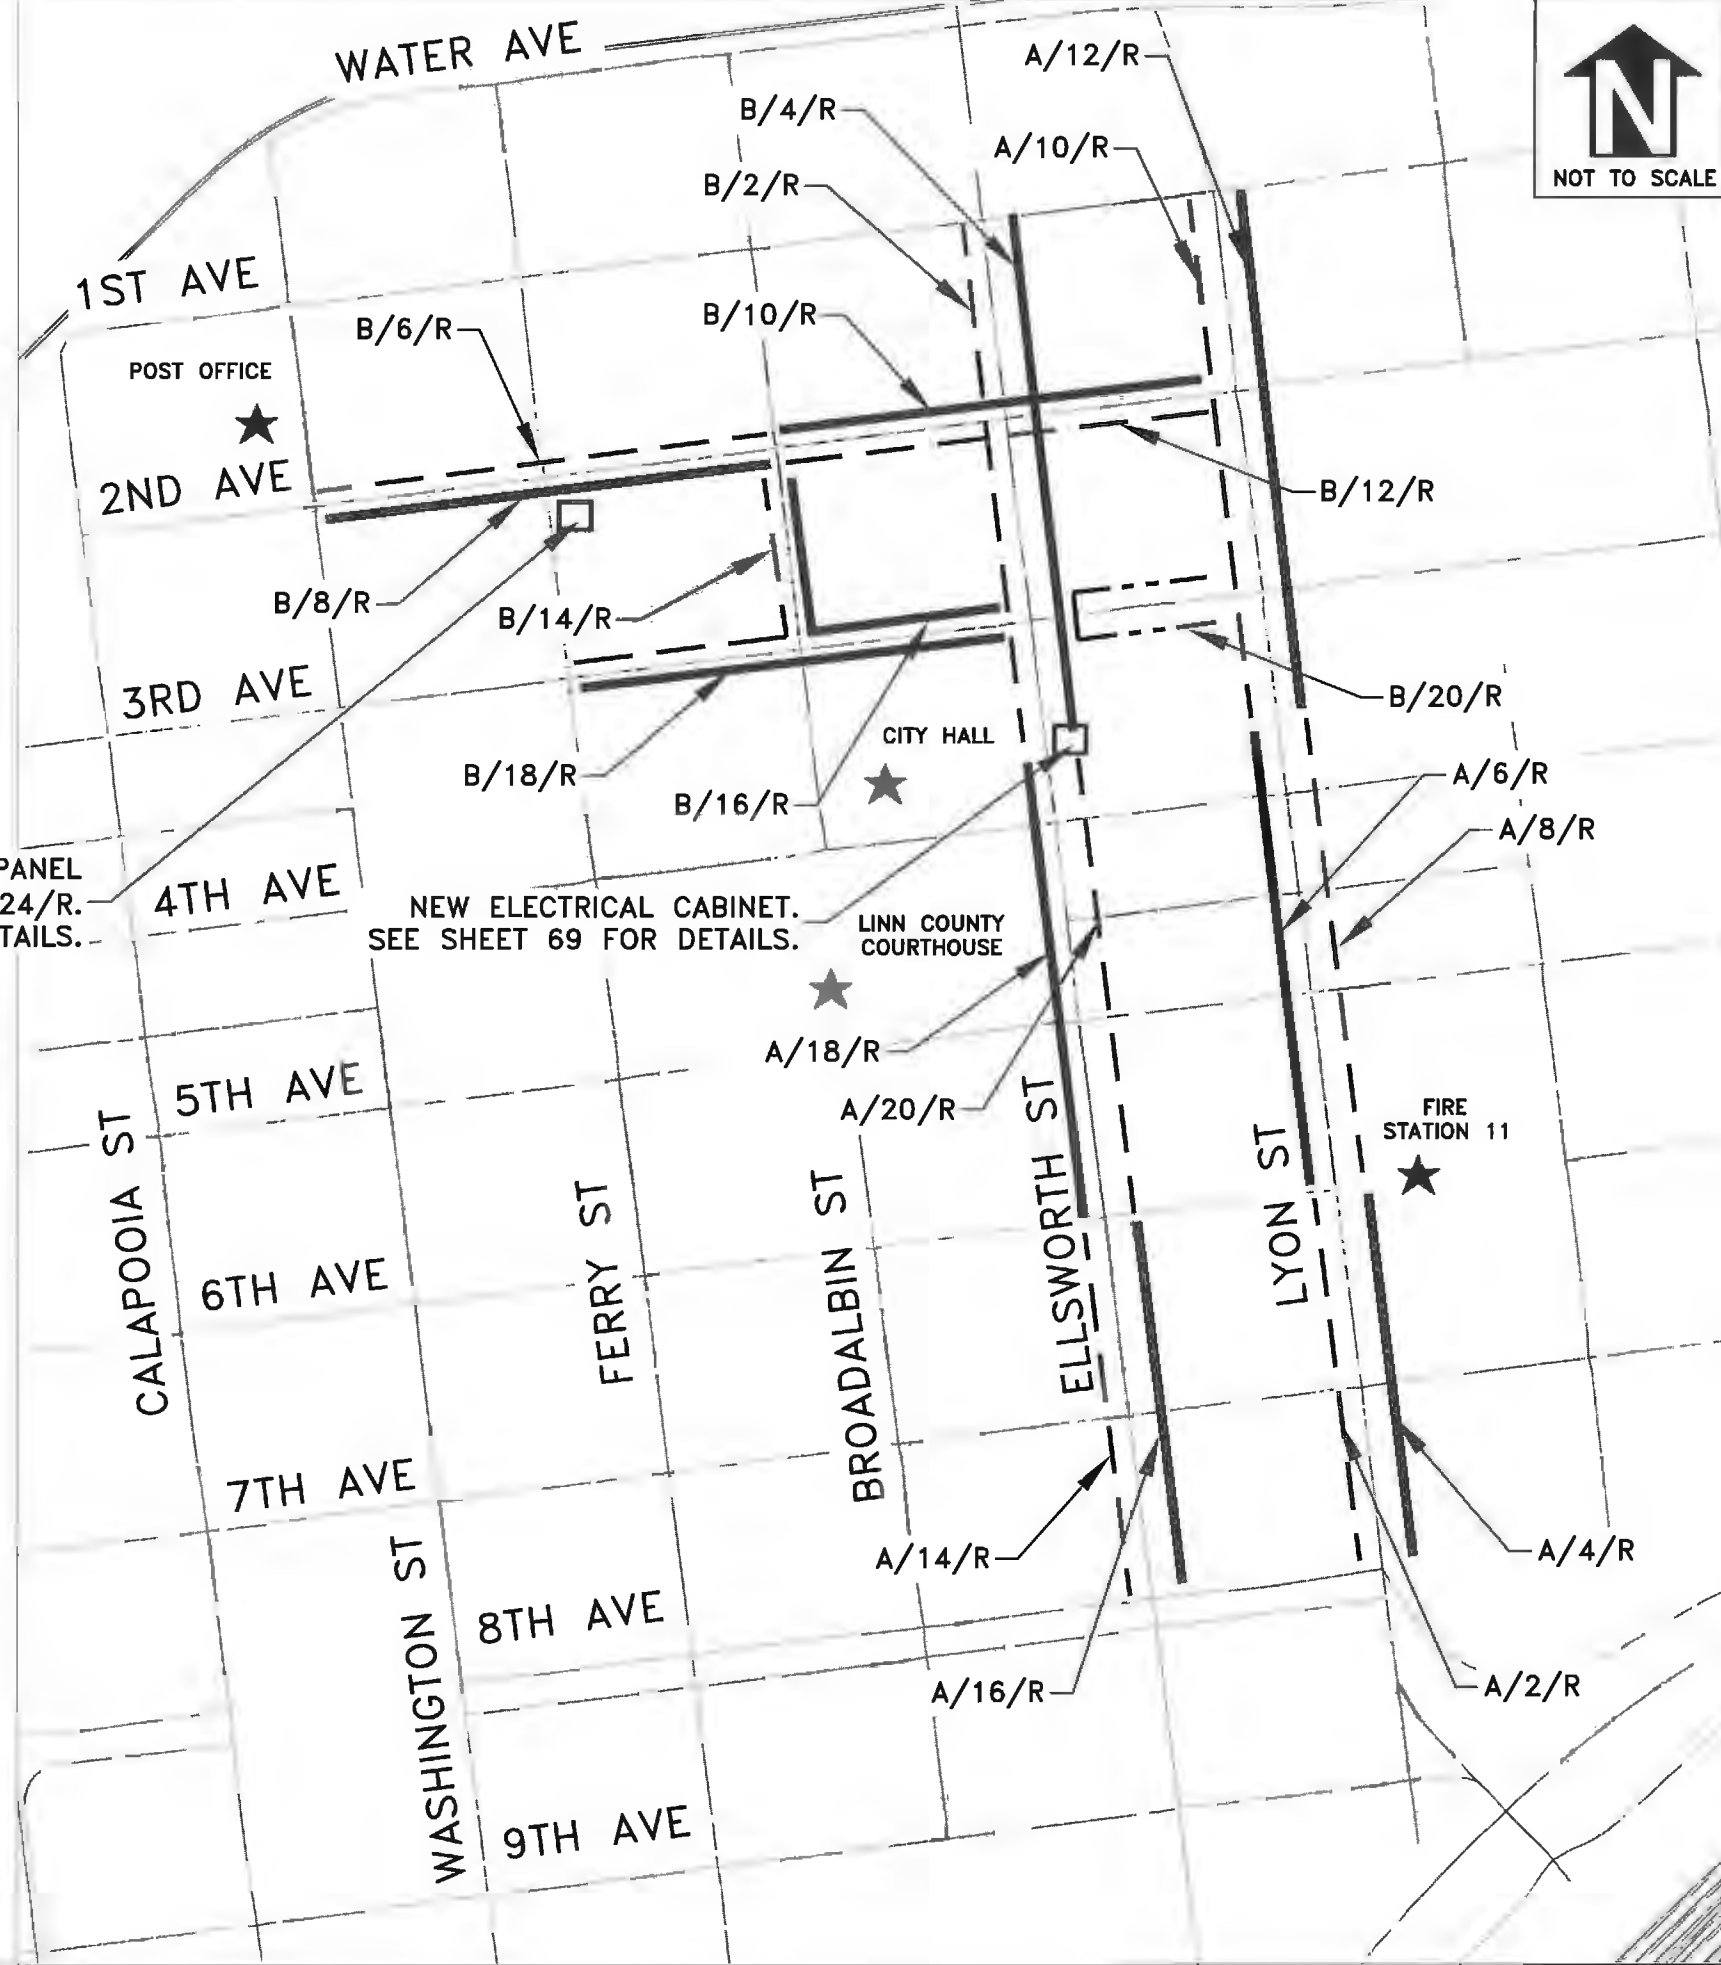 WATER AVE
A/12/R
N
NOT TO SCALE
B/4/R
A/10/R
B/2/R
1ST AVE
B/6/R
B/10/R
POST OFFICE
2ND AVE
B/12/R
B/8/R
B/14/R
3RD AVE
B/20/R
CITY HALL
B/18/R
B/16/R
A/6/R
A/8/R
PANEL
24/R.
TAILS.
4TH AVE
NEW ELECTRICAL CABINET.
SEE SHEET 69 FOR DETAILS.
LINN COUNTY
COURTHOUSE
A/18/R
5TH AVE
A/20/R
FIRE
STATION 11
CALAPOOIA ST
FERRY ST
BROADALBIN ST
ELLSWORTH ST
LYON ST
6TH AVE
7TH AVE
A/14/R
A/4/R
WASHINGTON ST
8TH AVE
A/16/R
A/2/R
9TH AVE